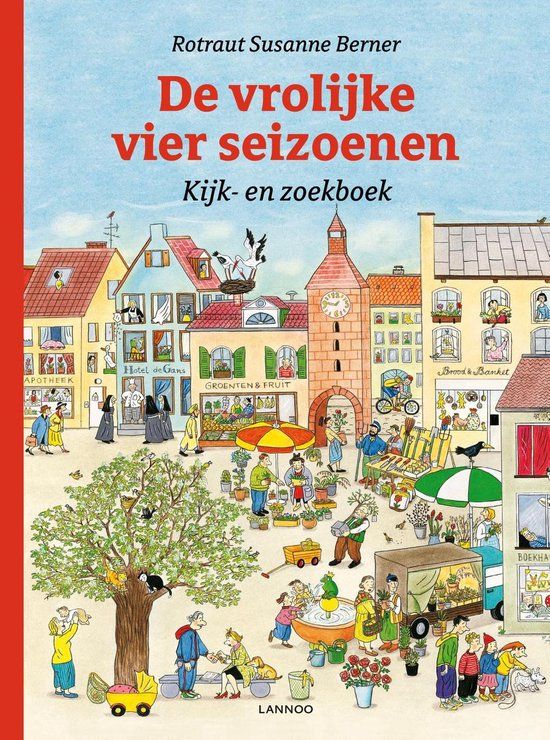 Rotraut Susanne Berner
De vrolijke
vier seizoenen
Kijk- en zoekboek
APOTHEEK
Hotel de Gans
GROENTEN & FRUIT
Brood & Banket
BOEKHA
LANNOO